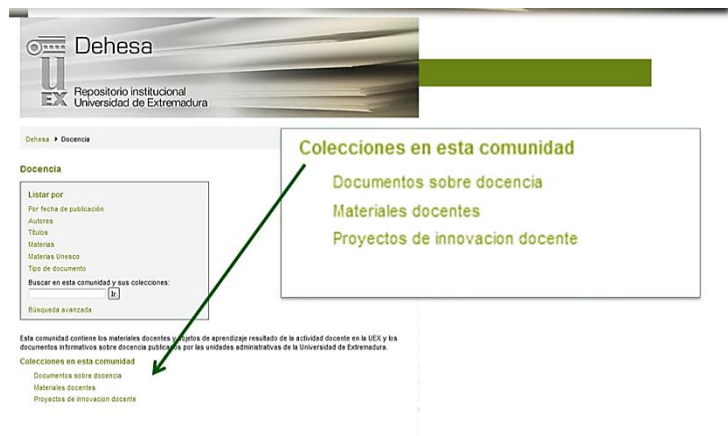 Dehesa
UEX
Repositorio institucional
Universidad de Extremadura
Dehesa ▸ Docencia
Docencia
Listar por
Por fecha de publicación
Autores
Títulos
Materias
Materias Unesco
Tipo de documento
Buscar en esta comunidad y sus colecciones:
Ir
Búsqueda avanzada
Colecciones en esta comunidad
Documentos sobre docencia
Materiales docentes
Proyectos de innovacion docente
Esta comunidad contiene los materiales docentes y objetos de aprendizaje resultado de la actividad docente en la UEX y los
documentos informativos sobre docencia publicados por las unidades administrativas de la Universidad de Extremadura.
Colecciones en esta comunidad
Documentos sobre docencia
Materiales docentes
Proyectos de innovacion docente